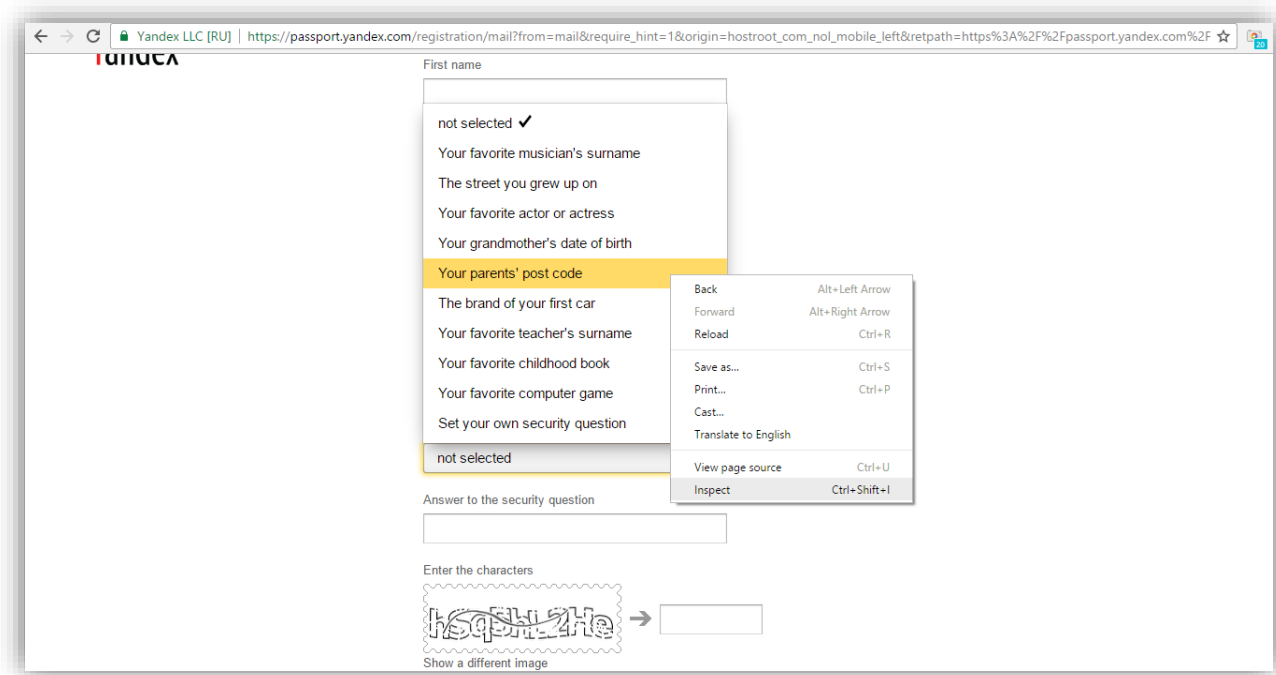 Yandex LLC [RU] | https://passport.yandex.com/registration/mail?from=mail&require_hint=1&origin=hostroot_com_nol_mobile_left&retpath=https%3A%2F%2Fpassport.yandex.com%2F
20
Yandex
First name
not selected ✔
Your favorite musician's surname
The street you grew up on
Your favorite actor or actress
Your grandmother's date of birth
Your parents' post code
The brand of your first car
Your favorite teacher's surname
Your favorite childhood book
Your favorite computer game
Set your own security question
not selected
Back Alt+Left Arrow
Forward Alt+Right Arrow
Reload Ctrl+R
Save as... Ctrl+S
Print... Ctrl+P
Cast...
Translate to English
View page source Ctrl+U
Inspect Ctrl+Shift+I
Answer to the security question
Enter the characters
Show a different image